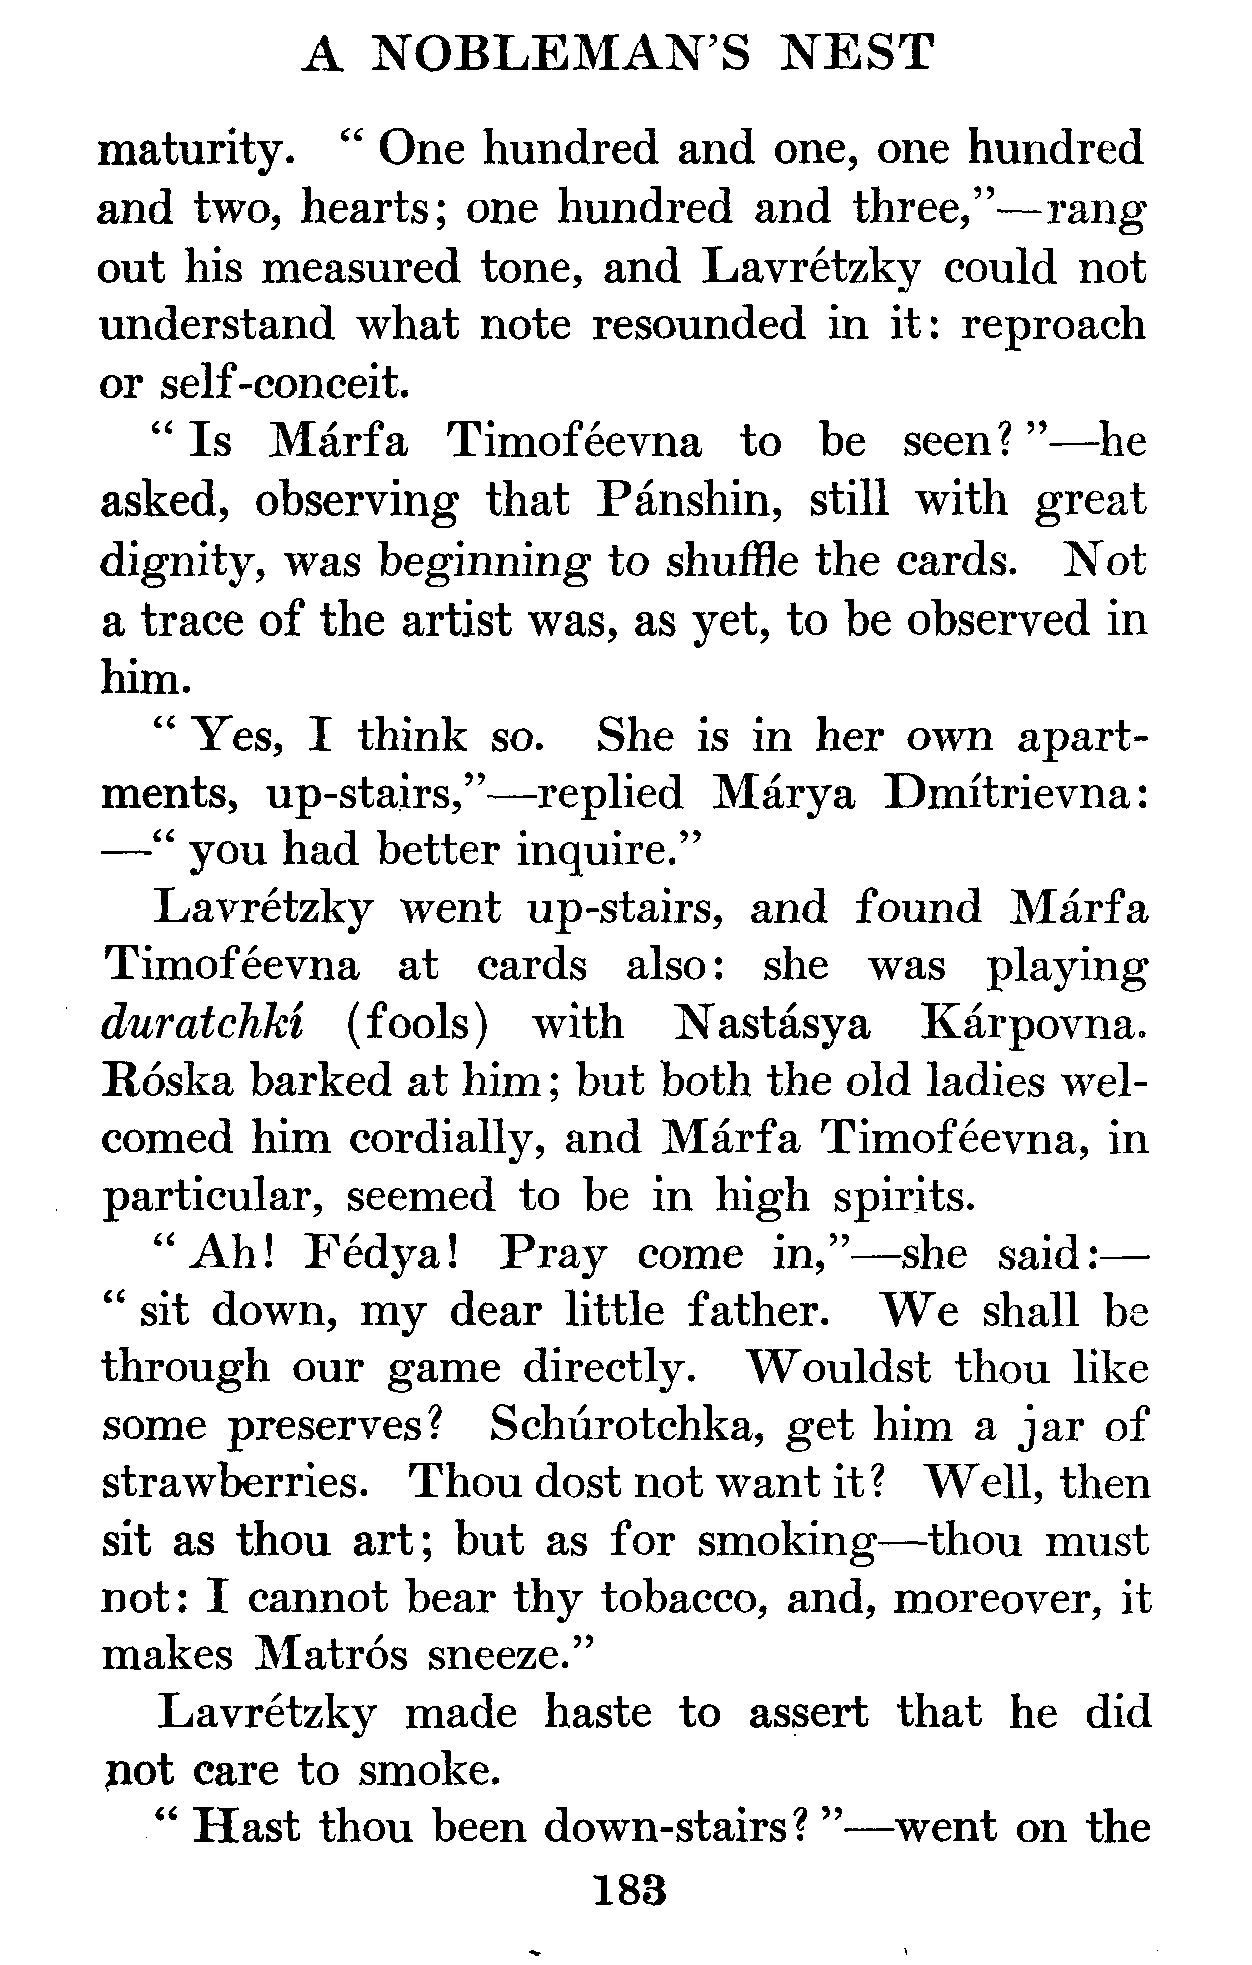 A NOBLEMAN'S NEST
maturity. “ One hundred and one, one hundred
and two, hearts; one hundred and three,”—rang
out his measured tone, and Lavrétzky could not
understand what note resounded in it: reproach
or self-conceit.
“ Is Márfa Timoféevna to be seen? ”—he
asked, observing that Pánshin, still with great
dignity, was beginning to shuffle the cards. Not
a trace of the artist was, as yet, to be observed in
him.
“ Yes, I think so. She is in her own apart-
ments, up-stairs,”—replied Márya Dmítrievna:
—“ you had better inquire.”
Lavrétzky went up-stairs, and found Márfa
Timoféevna at cards also: she was playing
duratchkí (fools) with Nastásya Kárpovna.
Róska barked at him; but both the old ladies wel-
comed him cordially, and Márfa Timoféevna, in
particular, seemed to be in high spirits.
“ Ah! Fédya! Pray come in,”—she said:—
“ sit down, my dear little father. We shall be
through our game directly. Wouldst thou like
some preserves? Schúrotchka, get him a jar of
strawberries. Thou dost not want it? Well, then
sit as thou art; but as for smoking—thou must
not: I cannot bear thy tobacco, and, moreover, it
makes Matrós sneeze.”
Lavrétzky made haste to assert that he did
not care to smoke.
“ Hast thou been down-stairs? ”—went on the
183